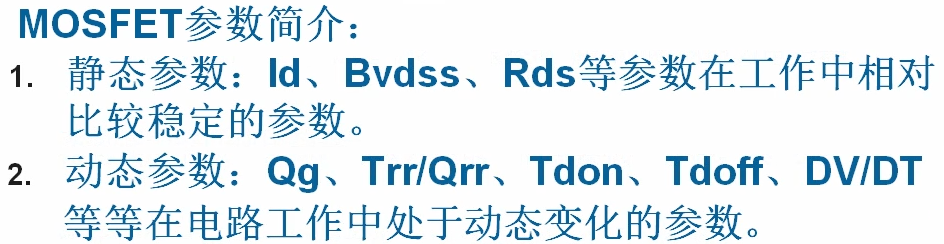 MOSFET参数简介：
1. 静态参数：Id、Bvdss、Rds等参数在工作中相对
比较稳定的参数。
2. 动态参数：Qg、Trr/Qrr、Tdon、Tdoff、DV/DT
等等在电路工作中处于动态变化的参数。